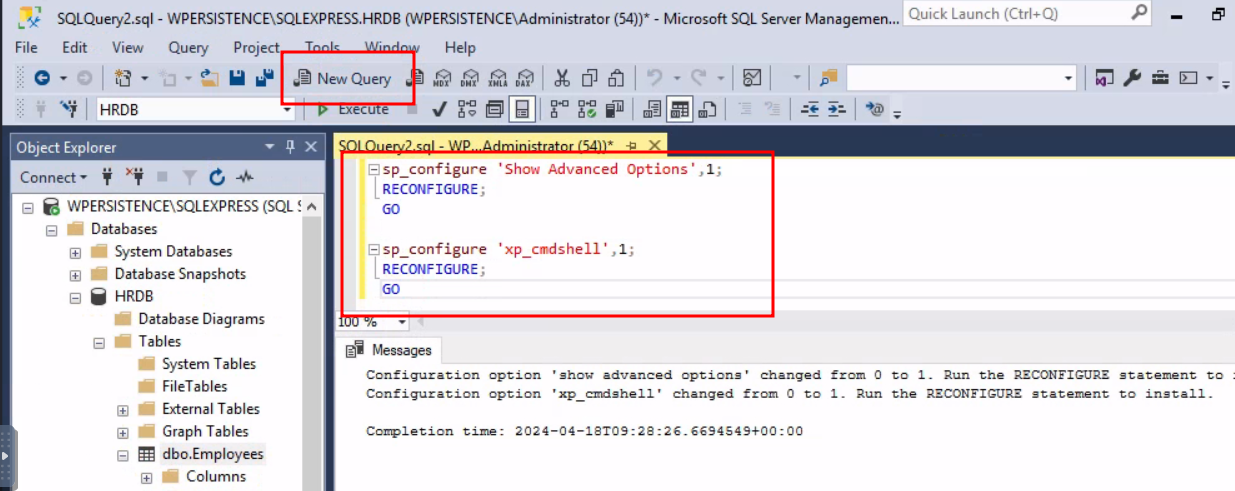 SQLQuery2.sql - WPERSISTENCE\SQLEXPRESS.HRDB (WPERSISTENCE\Administrator (54))* - Microsoft SQL Server Managemen...
Quick Launch (Ctrl+Q)
File Edit View Query Project Tools Window Help
New Query MDX DMX XMLA DAX
HRDB Execute
Object Explorer
SQLQuery2.sql - WP...Administrator (54))*
Connect
WPERSISTENCE\SQLEXPRESS (SQL S
Databases
System Databases
Database Snapshots
HRDB
Database Diagrams
Tables
System Tables
FileTables
External Tables
Graph Tables
dbo.Employees
Columns
sp_configure 'Show Advanced Options',1;
RECONFIGURE;
GO
sp_configure 'xp_cmdshell',1;
RECONFIGURE;
GO
100 %
Messages
Configuration option 'show advanced options' changed from 0 to 1. Run the RECONFIGURE statement to
Configuration option 'xp_cmdshell' changed from 0 to 1. Run the RECONFIGURE statement to install.
Completion time: 2024-04-18T09:28:26.6694549+00:00